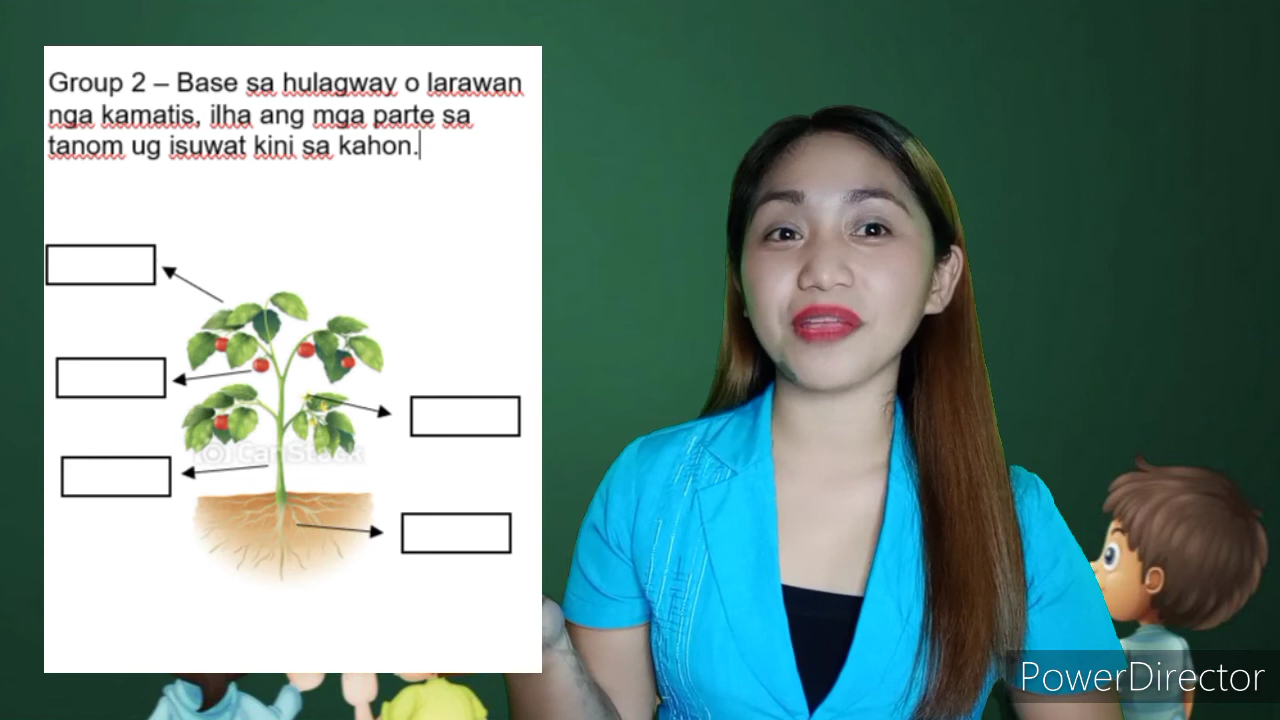 Group 2 – Base sa hulagway o larawan
nga kamatis, ilha ang mga parte sa
tanom ug isuwat kini sa kahon.
CanStock
PowerDirector